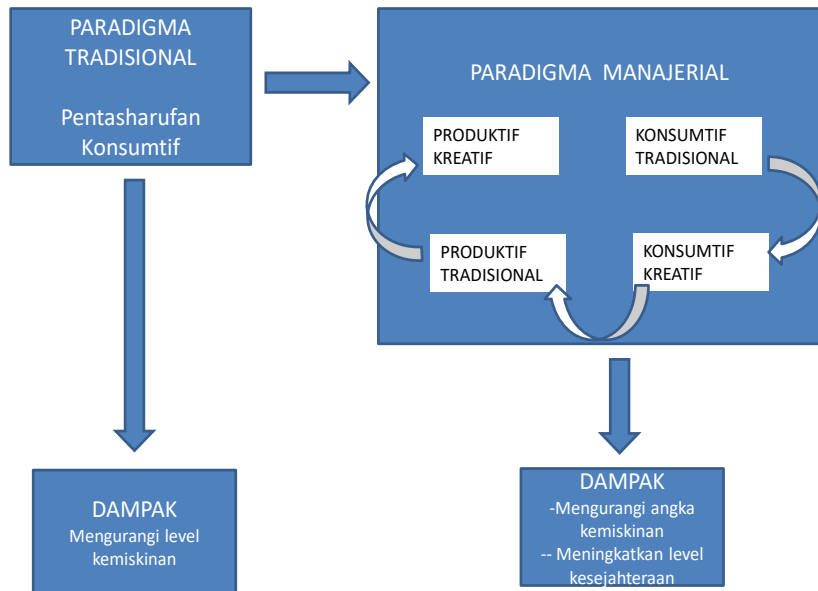 PARADIGMA
TRADISIONAL
Pentasharufan
Konsumtif
PARADIGMA MANAJERIAL
PRODUKTIF
KREATIF
KONSUMTIF
TRADISIONAL
PRODUKTIF
TRADISIONAL
KONSUMTIF
KREATIF
DAMPAK
Mengurangi level
kemiskinan
DAMPAK
-Mengurangi angka
kemiskinan
-- Meningkatkan level
kesejahteraan